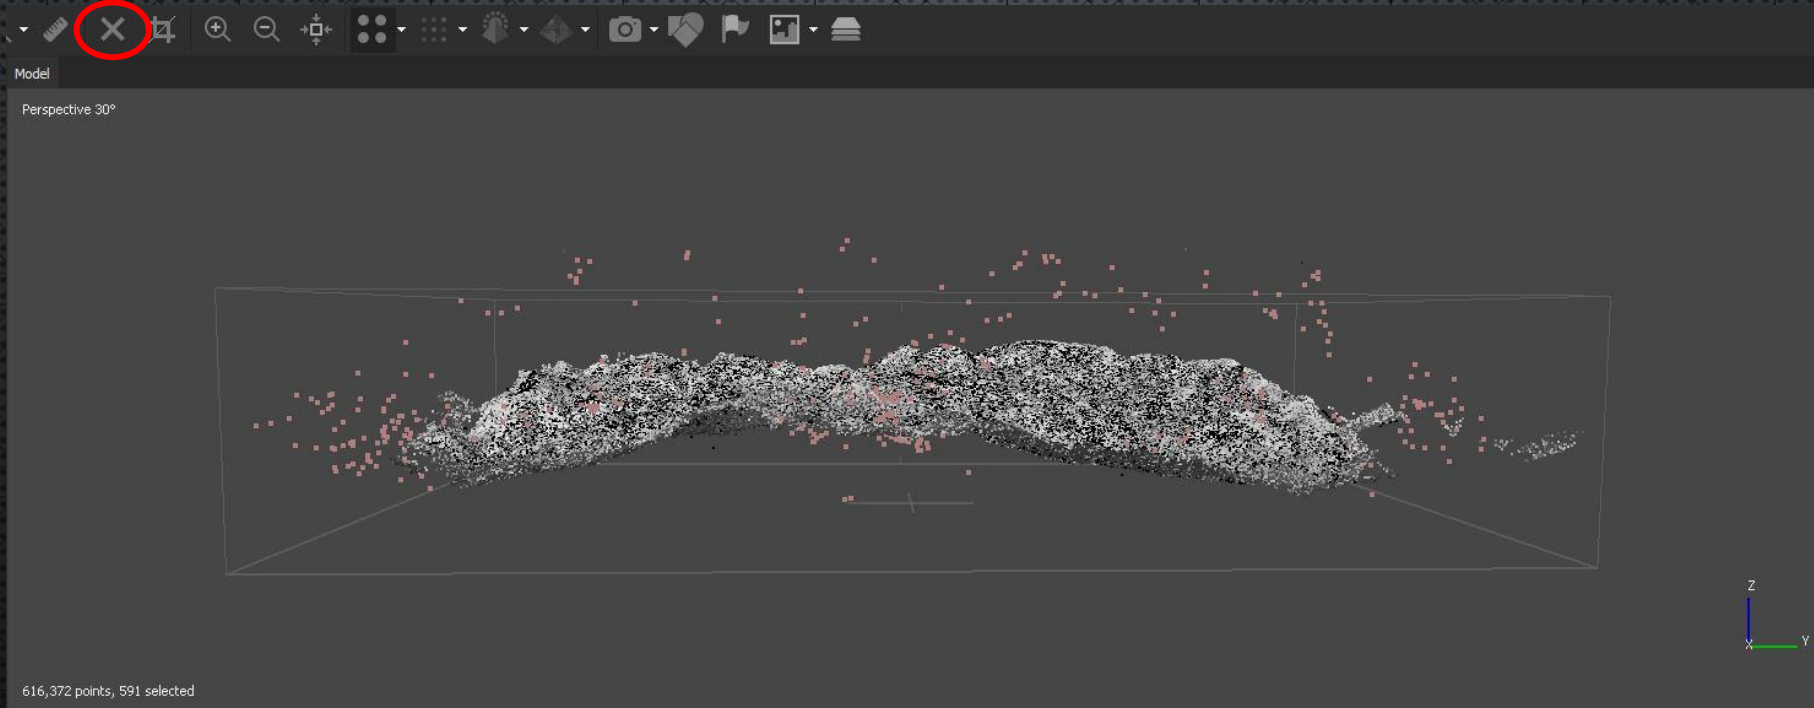 Model
Perspective 30°
Z
X
Y
616,372 points, 591 selected